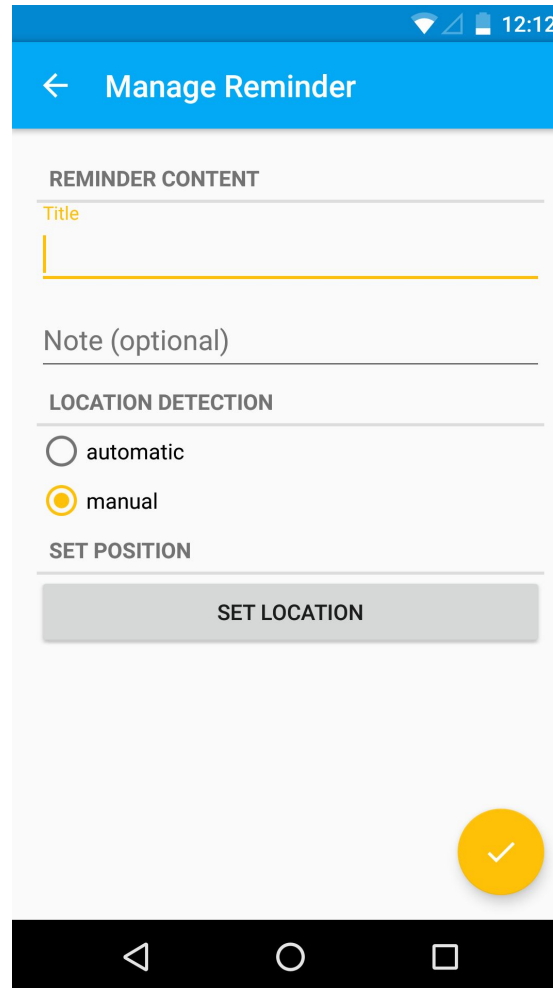 12:12
Manage Reminder
REMINDER CONTENT
Title
Note (optional)
LOCATION DETECTION
automatic
manual
SET POSITION
SET LOCATION